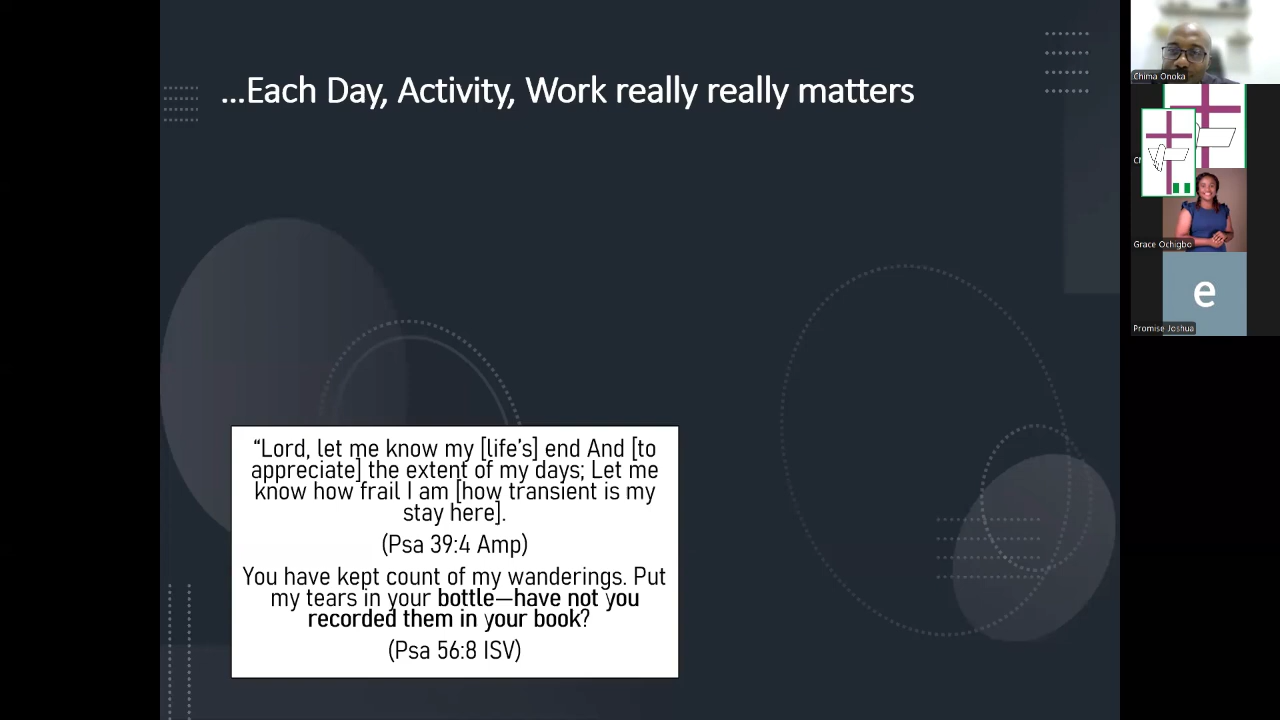 ...Each Day, Activity, Work really really matters
“Lord, let me know my [life’s] end And [to
appreciate] the extent of my days; Let me
know how frail I am [how transient is my
stay here].
(Psa 39:4 Amp)
You have kept count of my wanderings. Put
my tears in your bottle—have not you
recorded them in your book?
(Psa 56:8 ISV)
Chima Onoka
Grace Ochigbo
e
Promise Joshua